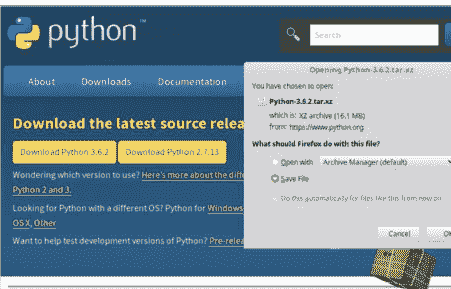 python™
Search
About Downloads Documentation
Download the latest source relea
Download Python 3.6.2 Download Python 2.7.13
Wondering which version to use? Here's more about the diffe
Python 2 and 3.
Looking for Python with a different OS? Python for Windows
OS X, Other
Want to help test development versions of Python? Pre-relea
Opening Python-3.6.2.tar.xz
You have chosen to open:
Python-3.6.2.tar.xz
which is: XZ archive (16.1 MB)
from: https://www.python.org
What should Firefox do with this file?
Open with Archive Manager (default)
Save File
Do this automatically for files like this from now on.
Cancel OK